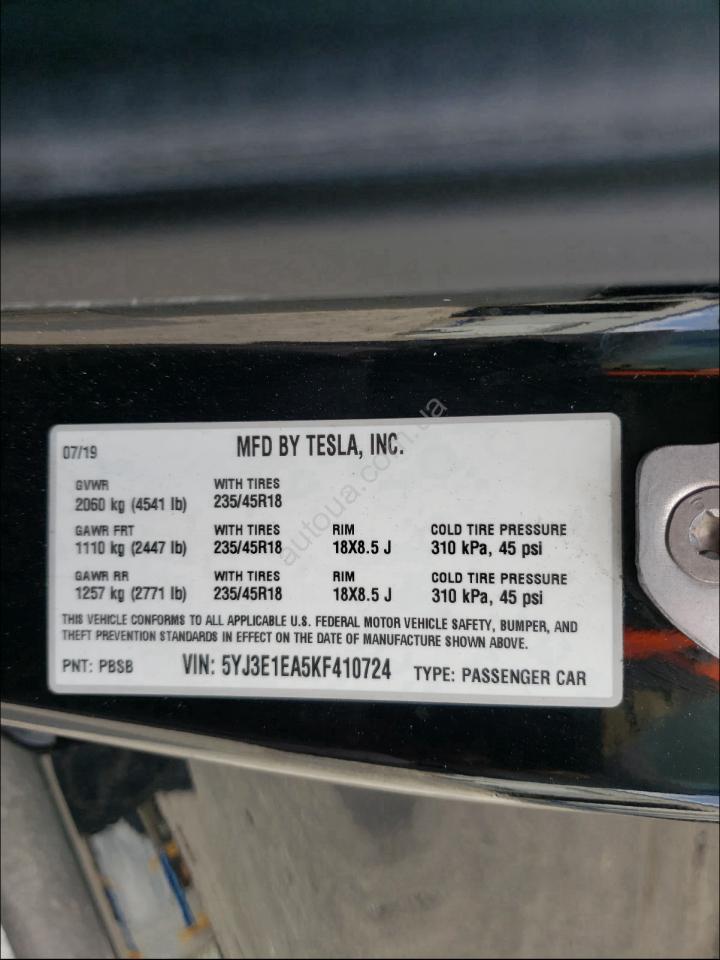 07/19 MFD BY TESLA, INC.
GVWR WITH TIRES
2060 kg (4541 lb) 235/45R18
GAWR FRT WITH TIRES RIM COLD TIRE PRESSURE
1110 kg (2447 lb) 235/45R18 18X8.5 J 310 kPa, 45 psi
GAWR RR WITH TIRES RIM COLD TIRE PRESSURE
1257 kg (2771 lb) 235/45R18 18X8.5 J 310 kPa, 45 psi
THIS VEHICLE CONFORMS TO ALL APPLICABLE U.S. FEDERAL MOTOR VEHICLE SAFETY, BUMPER, AND
THEFT PREVENTION STANDARDS IN EFFECT ON THE DATE OF MANUFACTURE SHOWN ABOVE.
PNT: PBSB VIN: 5YJ3E1EA5KF410724 TYPE: PASSENGER CAR
autoua.com.ua